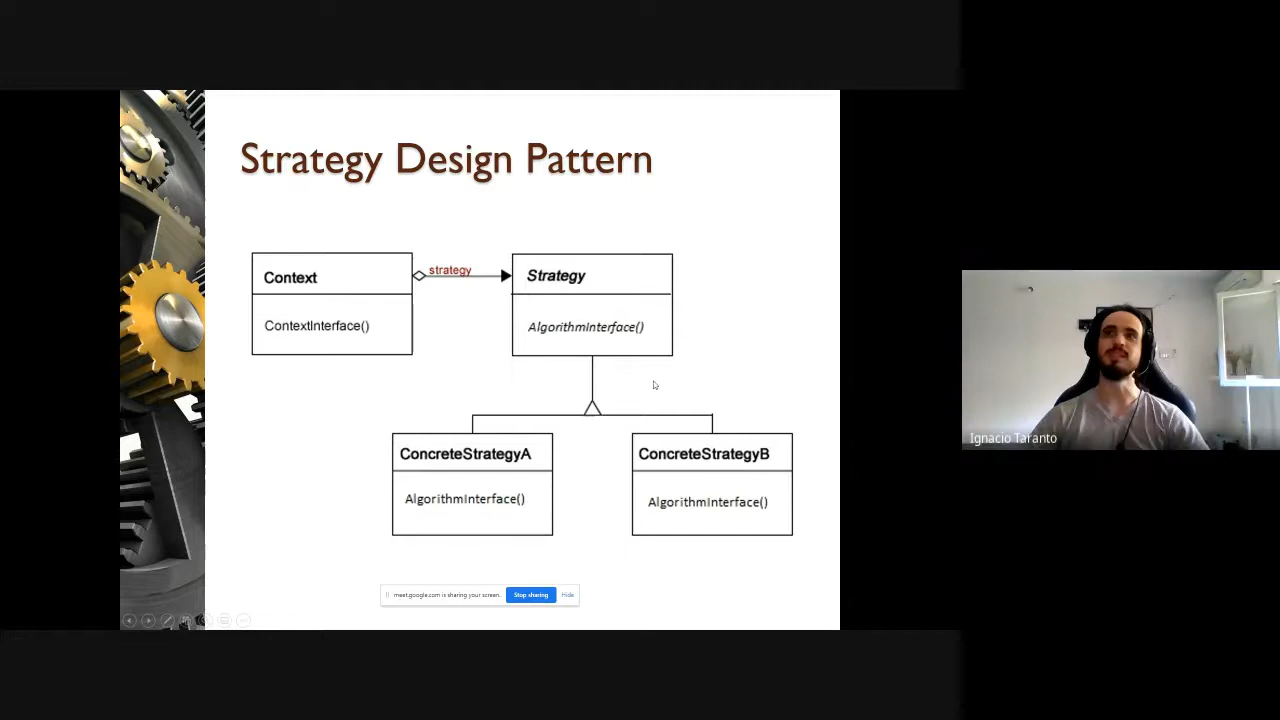 Strategy Design Pattern
Context
strategy
Strategy
ContextInterface()
AlgorithmInterface()
ConcreteStrategyA
ConcreteStrategyB
AlgorithmInterface()
AlgorithmInterface()
Ignacio Taranto
meet.google.com is sharing your screen.
Stop sharing
Hide